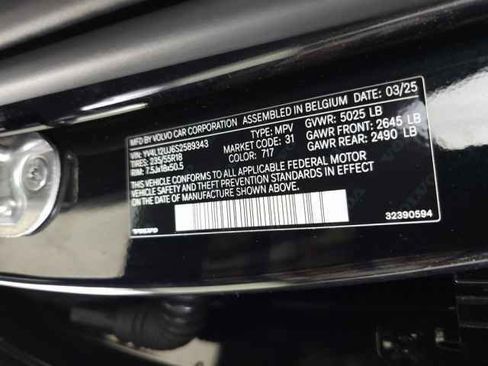 MFD. BY VOLVO CAR CORPORATION ASSEMBLED IN BELGIUM DATE: 03/25
VIN: YV4L12UJ6S2589343 TYPE: MPV GVWR: 5025 LB
TIRES: 235/55R18 MARKET CODE: 31 GAWR FRONT: 2645 LB
RIM: 7.5Jx18x50.5 COLOR: 717 GAWR REAR: 2490 LB
THIS VEHICLE CONFORMS TO ALL APPLICABLE FEDERAL MOTOR
VEHICLE SAFETY AND THEFT PREVENTION STANDARDS IN EFFECT
ON THE DATE OF MANUFACTURE SHOWN ABOVE.
VOLVO 32390594